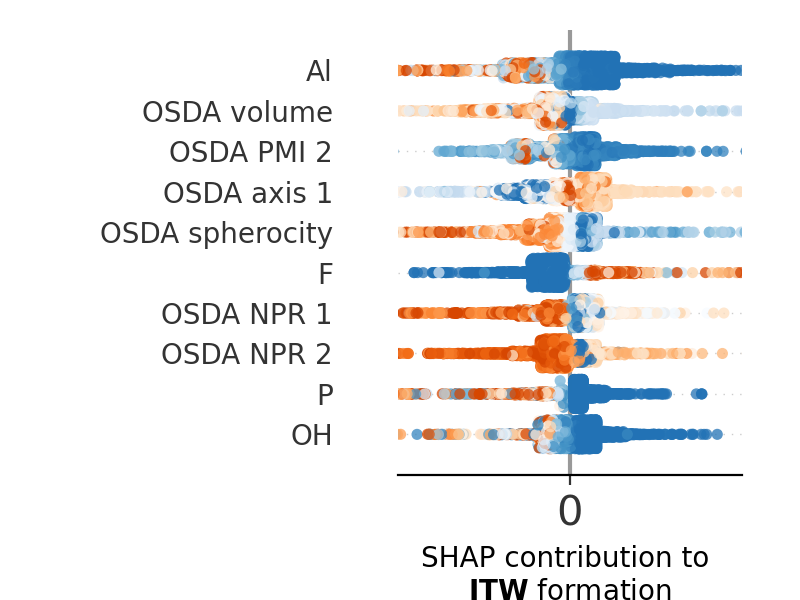 Al
OSDA volume
OSDA PMI 2
OSDA axis 1
OSDA spherocity
F
OSDA NPR 1
OSDA NPR 2
P
OH
0
SHAP contribution to
ITW formation